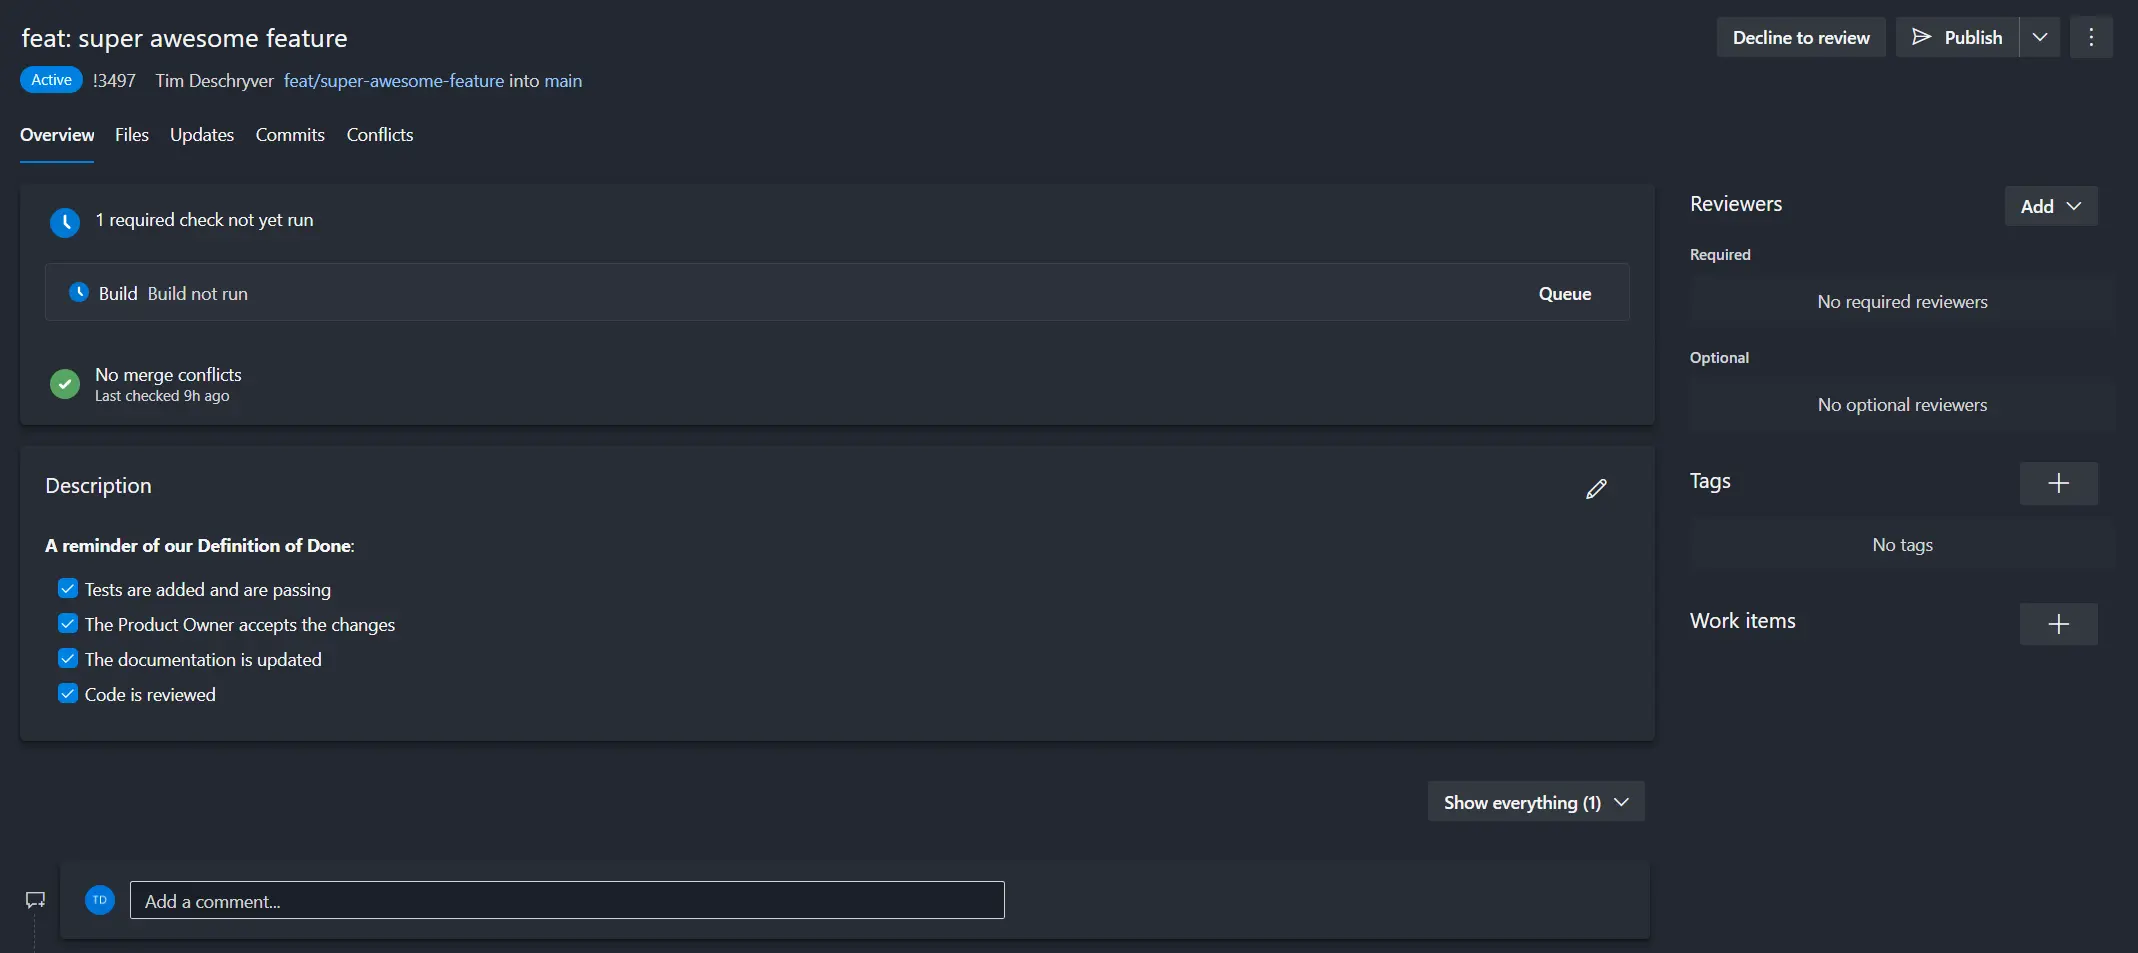 feat: super awesome feature
Decline to review
Publish
Active !3497 Tim Deschryver feat/super-awesome-feature into main
Overview Files Updates Commits Conflicts
1 required check not yet run
Build Build not run Queue
No merge conflicts
Last checked 9h ago
Description
A reminder of our Definition of Done:
Tests are added and are passing
The Product Owner accepts the changes
The documentation is updated
Code is reviewed
Show everything (1)
TD
Add a comment...
Reviewers
Add
Required
No required reviewers
Optional
No optional reviewers
Tags
No tags
Work items